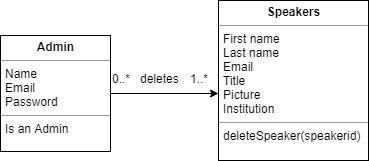 Admin
Name
Email
Password
Is an Admin
0..* deletes 1..*
Speakers
First name
Last name
Email
Title
Picture
Institution
deleteSpeaker(speakerid)